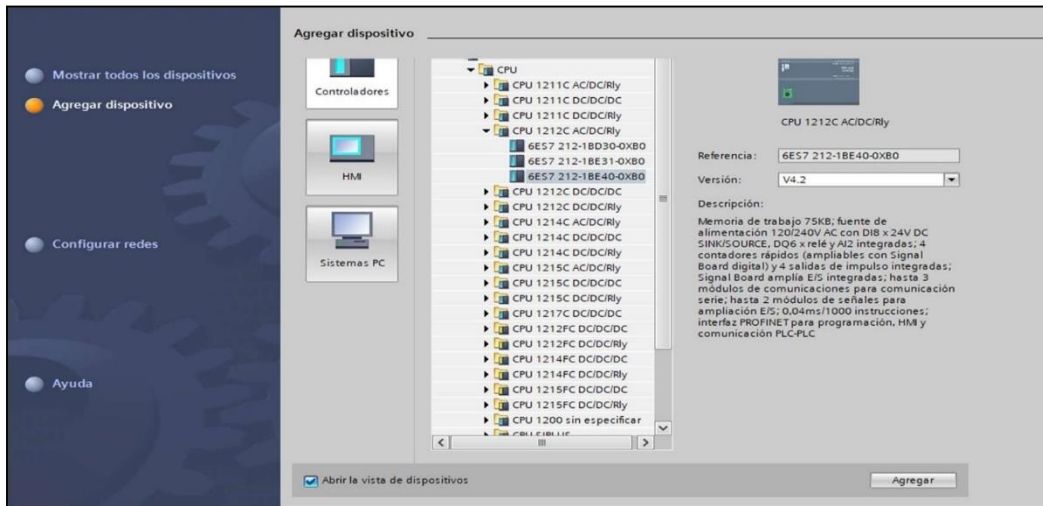 Agregar dispositivo
Mostrar todos los dispositivos
Agregar dispositivo
Configurar redes
Ayuda
Controladores
HMI
Sistemas PC
CPU
CPU 1211C AC/DC/Rly
CPU 1211C DC/DC/DC
CPU 1211C DC/DC/Rly
CPU 1212C AC/DC/Rly
6ES7 212-1BD30-0XB0
6ES7 212-1BE31-0XB0
6ES7 212-1BE40-0XB0
CPU 1212C DC/DC/DC
CPU 1212C DC/DC/Rly
CPU 1214C AC/DC/Rly
CPU 1214C DC/DC/DC
CPU 1214C DC/DC/Rly
CPU 1215C AC/DC/Rly
CPU 1215C DC/DC/DC
CPU 1215C DC/DC/Rly
CPU 1217C DC/DC/DC
CPU 1212FC DC/DC/DC
CPU 1212FC DC/DC/Rly
CPU 1214FC DC/DC/DC
CPU 1214FC DC/DC/Rly
CPU 1215FC DC/DC/DC
CPU 1215FC DC/DC/Rly
CPU 1200 sin especificar
CPU SIPLUS
CPU 1212C AC/DC/Rly
Referencia: 6ES7 212-1BE40-0XB0
Versión: V4.2
Descripción:
Memoria de trabajo 75KB; fuente de
alimentación 120/240V AC con DI8 x 24V DC
SINK/SOURCE, DQ6 x relé y AI2 integradas; 4
contadores rápidos (ampliables con Signal
Board digital) y 4 salidas de impulso integradas;
Signal Board amplía E/S integradas; hasta 3
módulos de comunicaciones para comunicación
serie; hasta 2 módulos de señales para
ampliación E/S; 0,04ms/1000 instrucciones;
interfaz PROFINET para programación, HMI y
comunicación PLC-PLC
Abrir la vista de dispositivos
Agregar